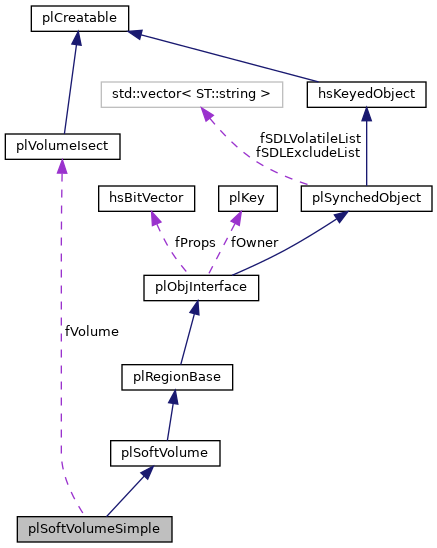 plCreatable
std::vector< ST::string >
hsKeyedObject
fSDLVolatileList
fSDLExcludeList
plVolumeIsect
hsBitVector
plKey
plSynchedObject
fProps
fOwner
plObjInterface
fVolume
plRegionBase
plSoftVolume
plSoftVolumeSimple